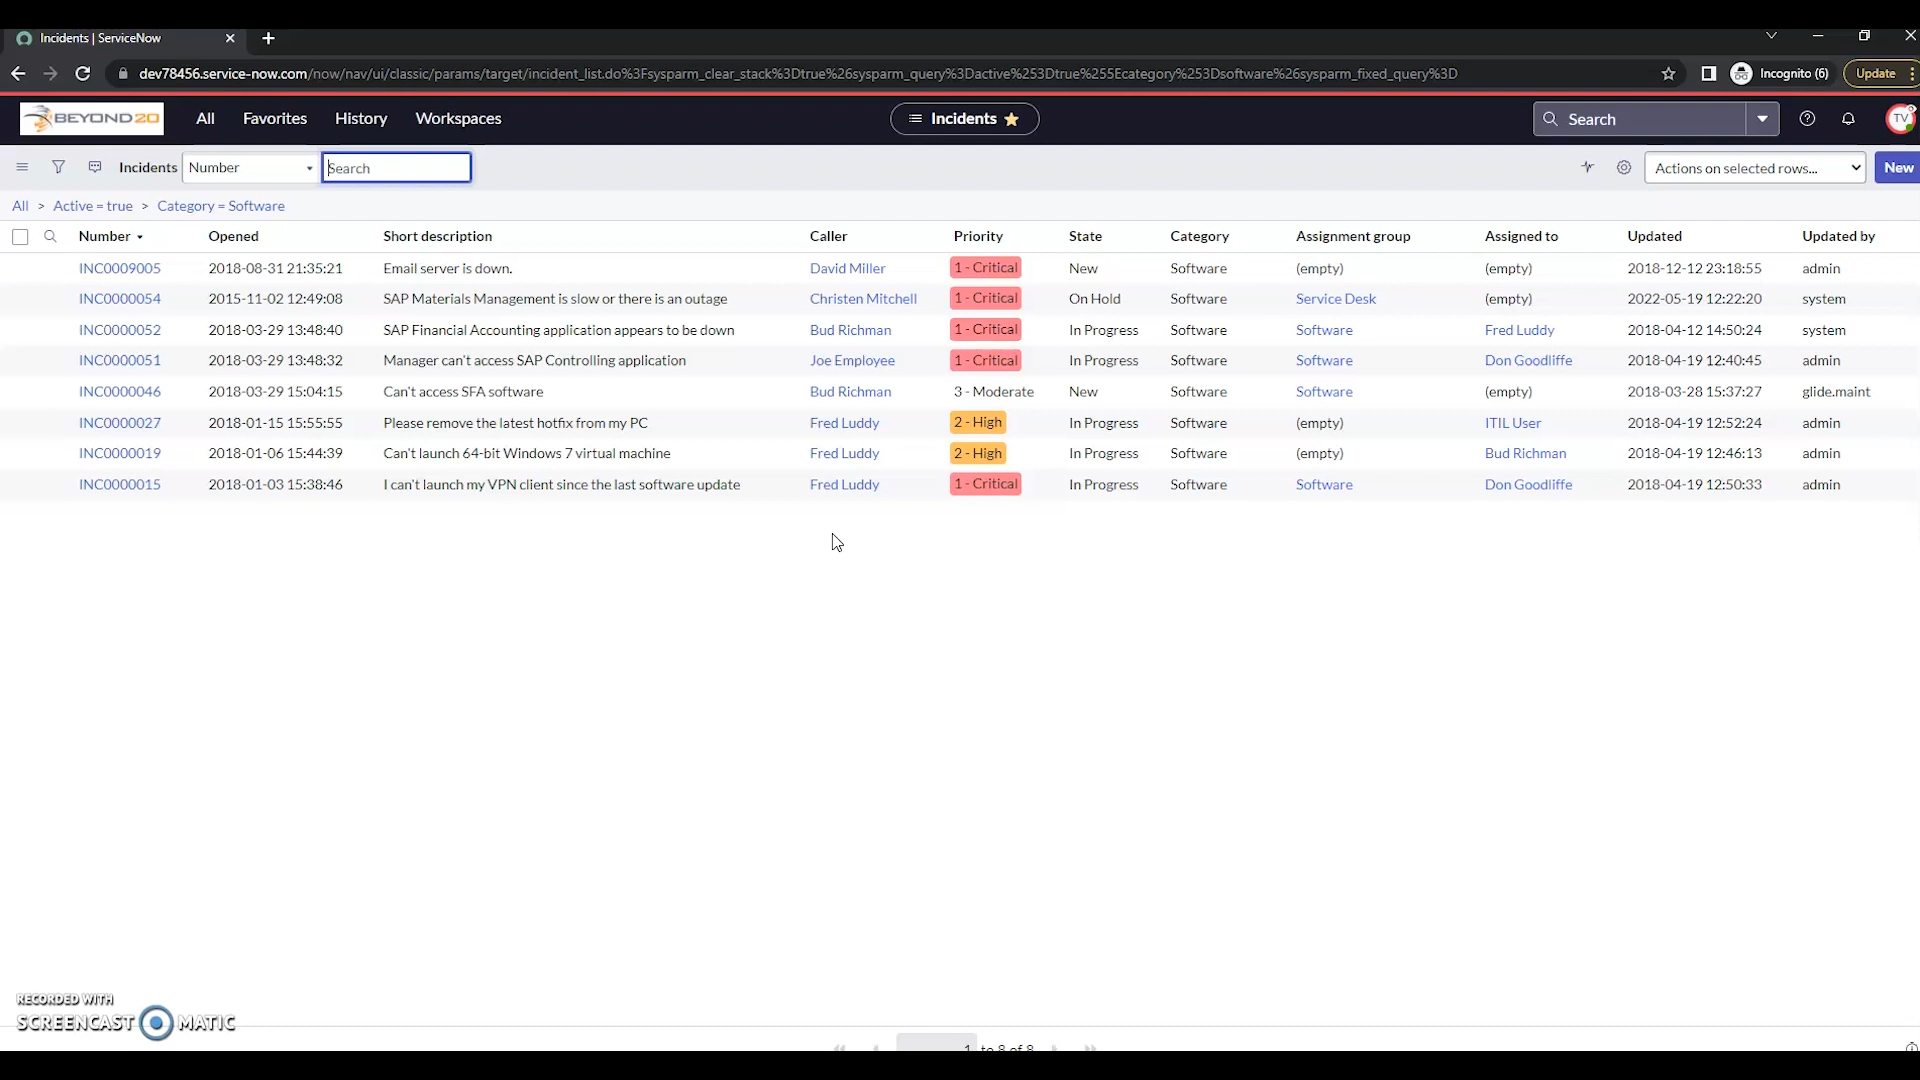 Incidents | ServiceNow
dev78456.service-now.com/now/nav/ui/classic/params/target/incident_list.do%3Fsysparm_clear_stack%3Dtrue%26sysparm_query%3Dactive%253Dtrue%255Ecategory%253Dsoftware%26sysparm_fixed_query%3D Incognito (6) Update
BEYOND20 All Favorites History Workspaces Incidents Search TV
Incidents Number Search Actions on selected rows... New
All > Active = true > Category = Software
Number Opened Short description Caller Priority State Category Assignment group Assigned to Updated Updated by
INC0009005 2018-08-31 21:35:21 Email server is down. David Miller 1 - Critical New Software (empty) (empty) 2018-12-12 23:18:55 admin
INC0000054 2015-11-02 12:49:08 SAP Materials Management is slow or there is an outage Christen Mitchell 1 - Critical On Hold Software Service Desk (empty) 2022-05-19 12:22:20 system
INC0000052 2018-03-29 13:48:40 SAP Financial Accounting application appears to be down Bud Richman 1 - Critical In Progress Software Software Fred Luddy 2018-04-12 14:50:24 system
INC0000051 2018-03-29 13:48:32 Manager can't access SAP Controlling application Joe Employee 1 - Critical In Progress Software Software Don Goodliffe 2018-04-19 12:40:45 admin
INC0000046 2018-03-29 15:04:15 Can't access SFA software Bud Richman 3 - Moderate New Software Software (empty) 2018-03-28 15:37:27 glide.maint
INC0000027 2018-01-15 15:55:55 Please remove the latest hotfix from my PC Fred Luddy 2 - High In Progress Software (empty) ITIL User 2018-04-19 12:52:24 admin
INC0000019 2018-01-06 15:44:39 Can't launch 64-bit Windows 7 virtual machine Fred Luddy 2 - High In Progress Software (empty) Bud Richman 2018-04-19 12:46:13 admin
INC0000015 2018-01-03 15:38:46 I can't launch my VPN client since the last software update Fred Luddy 1 - Critical In Progress Software Software Don Goodliffe 2018-04-19 12:50:33 admin
RECORDED WITH
SCREENCAST MATIC
1 to 8 of 8